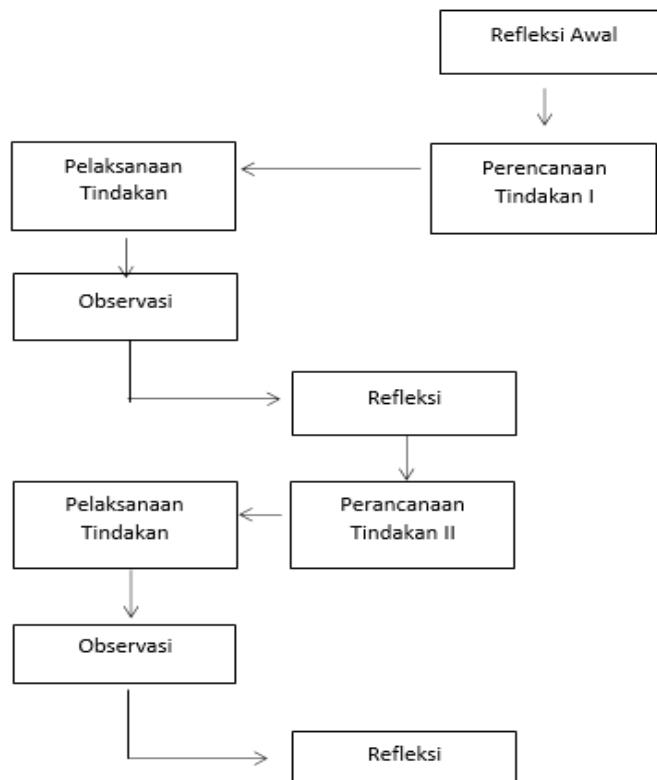 Refleksi Awal
Perencanaan
Tindakan I
Pelaksanaan
Tindakan
Observasi
Refleksi
Perancanaan
Tindakan II
Pelaksanaan
Tindakan
Observasi
Refleksi